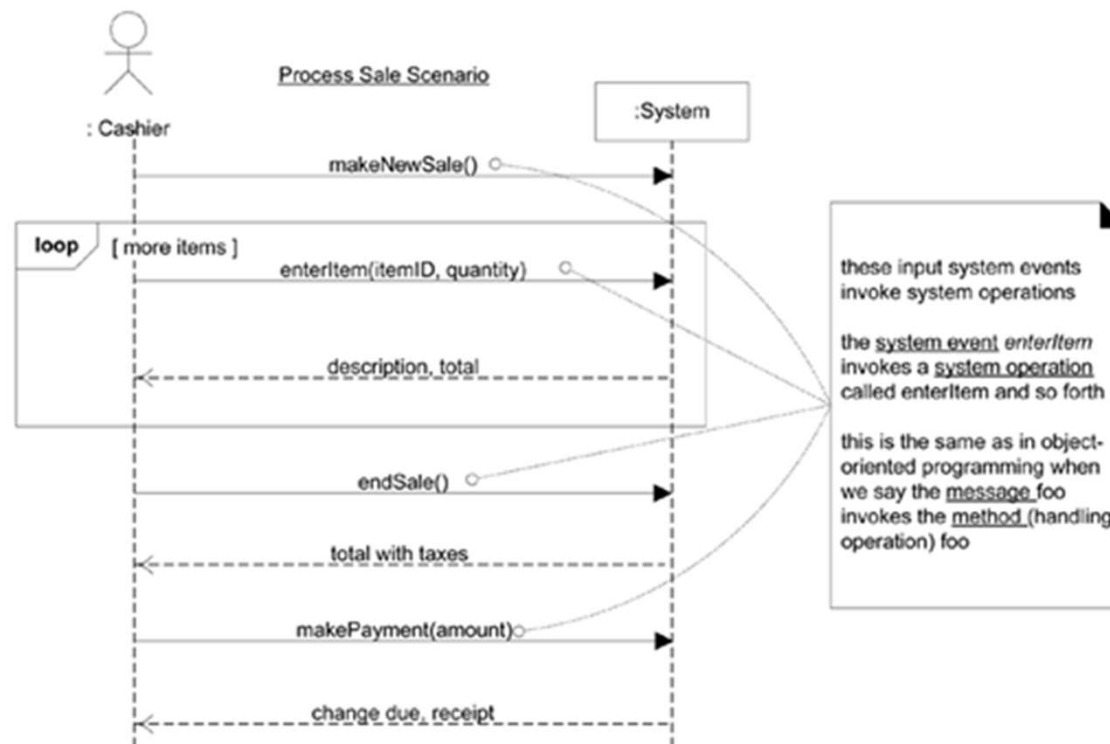 Process Sale Scenario
:System
: Cashier
makeNewSale()
loop
[ more items ]
enterItem(itemID, quantity)
description, total
endSale()
total with taxes
makePayment(amount)
change due, receipt
these input system events
invoke system operations
the system event enterItem
invokes a system operation
called enterItem and so forth
this is the same as in object-
oriented programming when
we say the message foo
invokes the method (handling
operation) foo